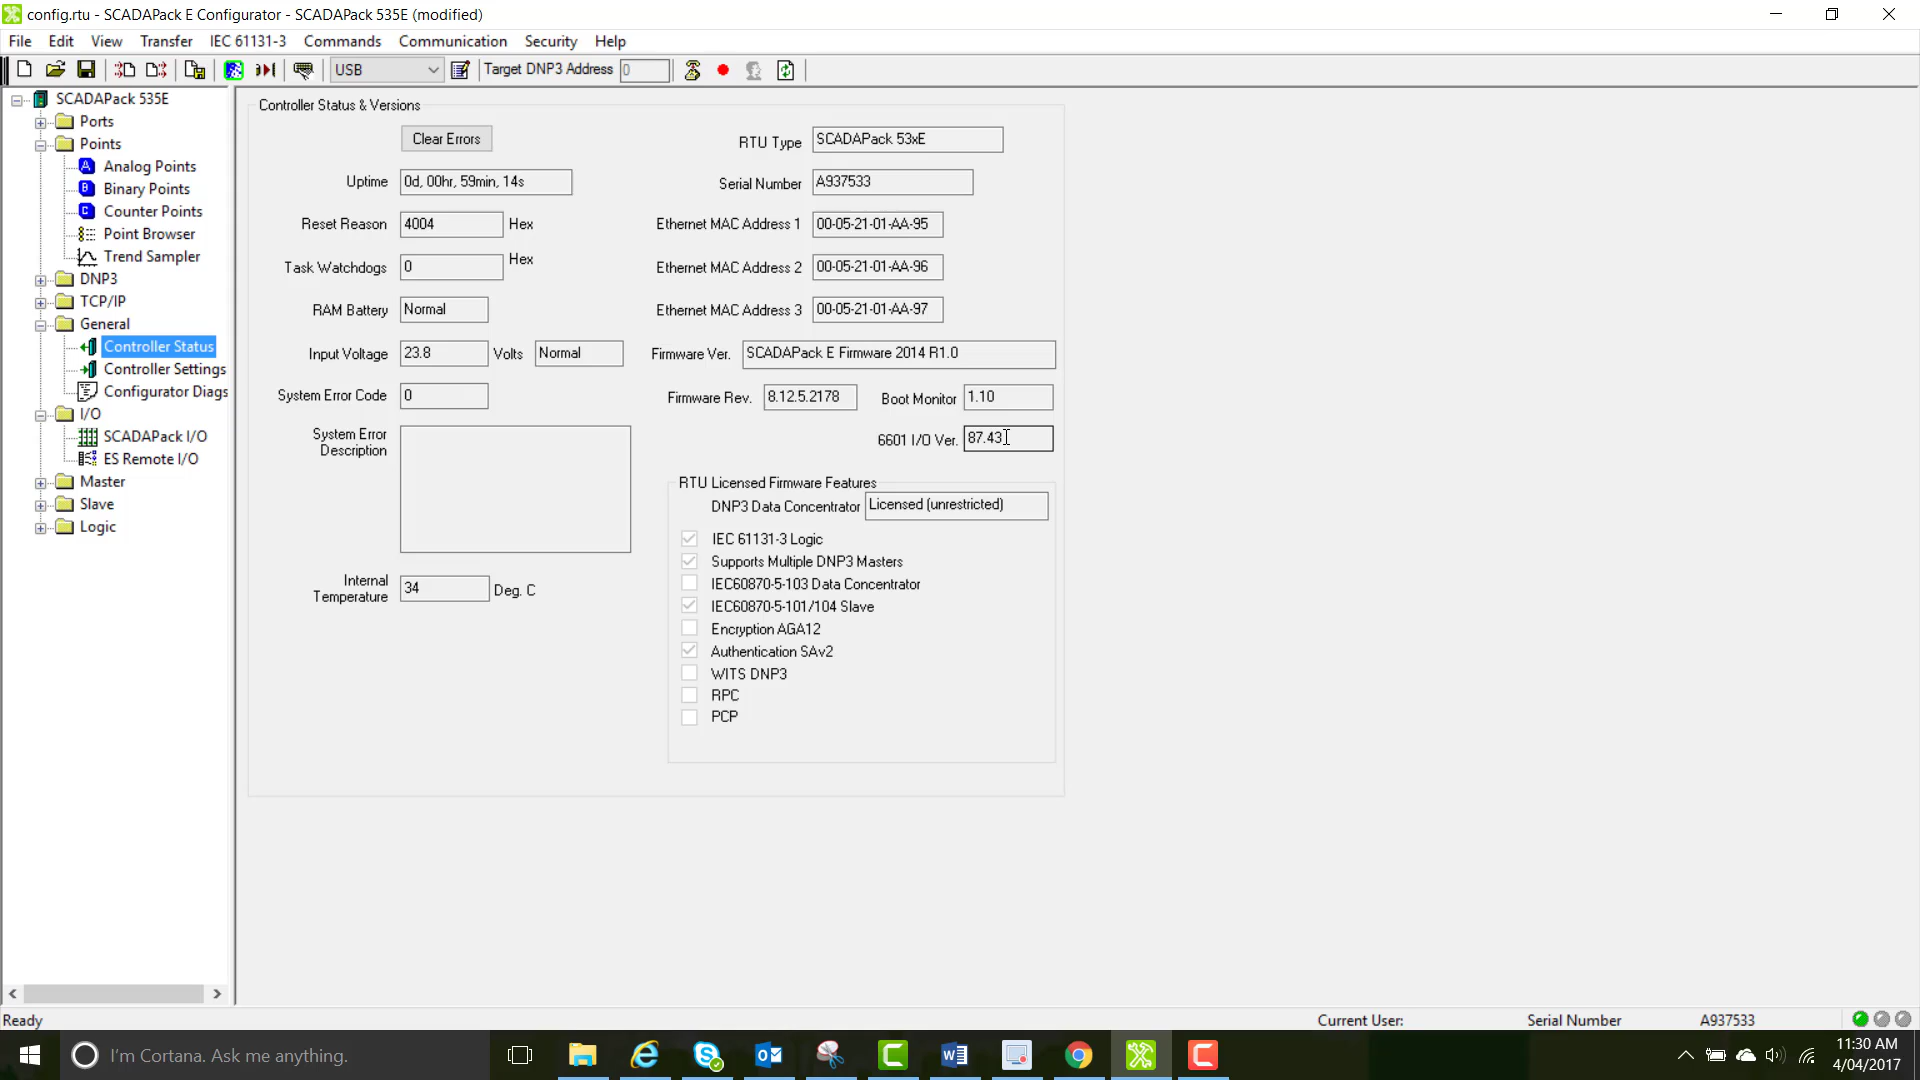 config.rtu - SCADAPack E Configurator - SCADAPack 535E (modified)
File Edit View Transfer IEC 61131-3 Commands Communication Security Help
USB Target DNP3 Address 0
SCADAPack 535E
Ports
Points
Analog Points
Binary Points
Counter Points
Point Browser
Trend Sampler
DNP3
TCP/IP
General
Controller Status
Controller Settings
Configurator Diags
I/O
SCADAPack I/O
ES Remote I/O
Master
Slave
Logic
Controller Status & Versions
Clear Errors
Uptime 0d, 00hr, 59min, 14s
Reset Reason 4004 Hex
Task Watchdogs 0 Hex
RAM Battery Normal
Input Voltage 23.8 Volts Normal
System Error Code 0
System Error
Description
Internal
Temperature 34 Deg. C
RTU Type SCADAPack 53xE
Serial Number A937533
Ethernet MAC Address 1 00-05-21-01-AA-95
Ethernet MAC Address 2 00-05-21-01-AA-96
Ethernet MAC Address 3 00-05-21-01-AA-97
Firmware Ver. SCADAPack E Firmware 2014 R1.0
Firmware Rev. 8.12.5.2178 Boot Monitor 1.10
6601 I/O Ver. 87.43
RTU Licensed Firmware Features
DNP3 Data Concentrator Licensed (unrestricted)
IEC 61131-3 Logic
Supports Multiple DNP3 Masters
IEC60870-5-103 Data Concentrator
IEC60870-5-101/104 Slave
Encryption AGA12
Authentication SAv2
WITS DNP3
RPC
PCP
Ready Current User: Serial Number A937533
I'm Cortana. Ask me anything.
11:30 AM
4/04/2017